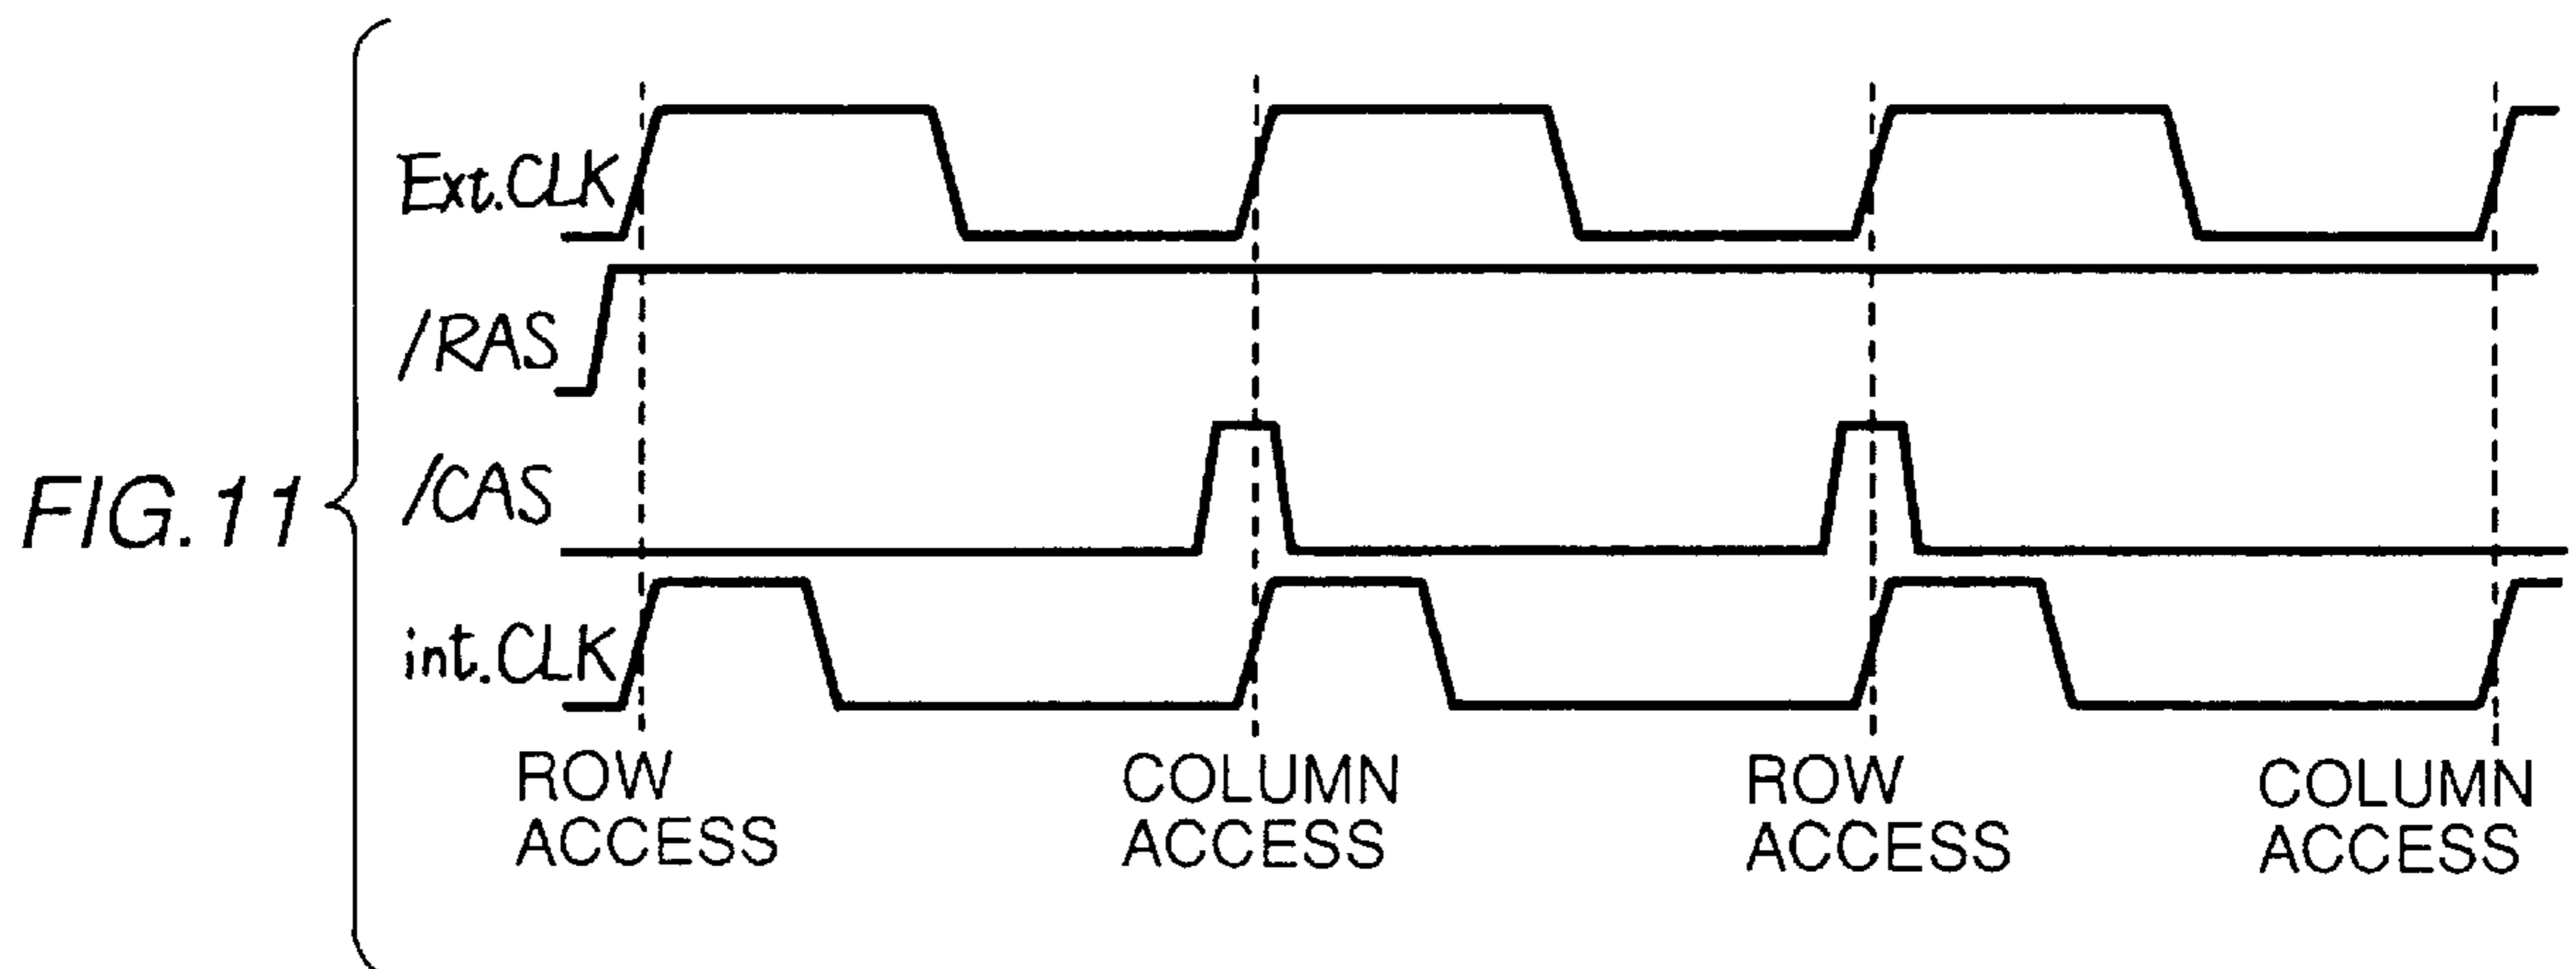 FIG.11
Ext.CLK
/RAS
/CAS
int.CLK
ROW
ACCESS
COLUMN
ACCESS
ROW
ACCESS
COLUMN
ACCESS